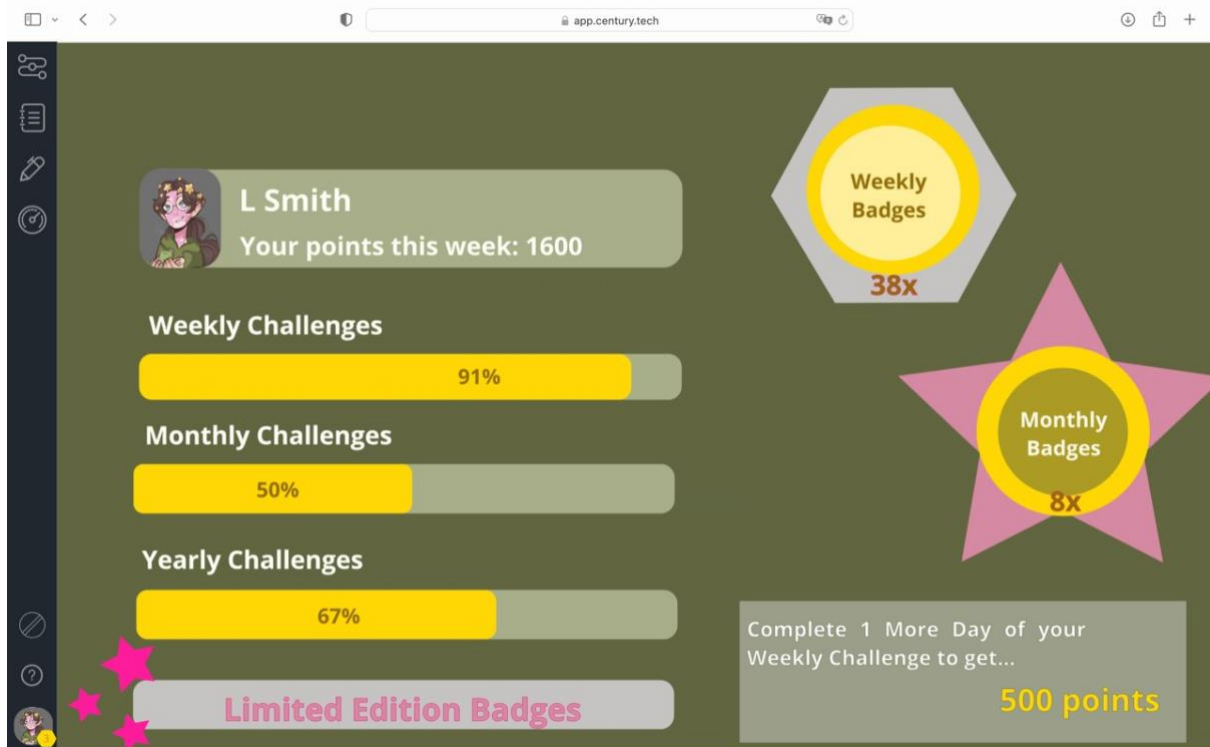 app.century.tech
L Smith
Your points this week: 1600
Weekly Challenges
91%
Monthly Challenges
50%
Yearly Challenges
67%
Limited Edition Badges
Weekly
Badges
38x
Monthly
Badges
8x
Complete 1 More Day of your
Weekly Challenge to get...
500 points
3